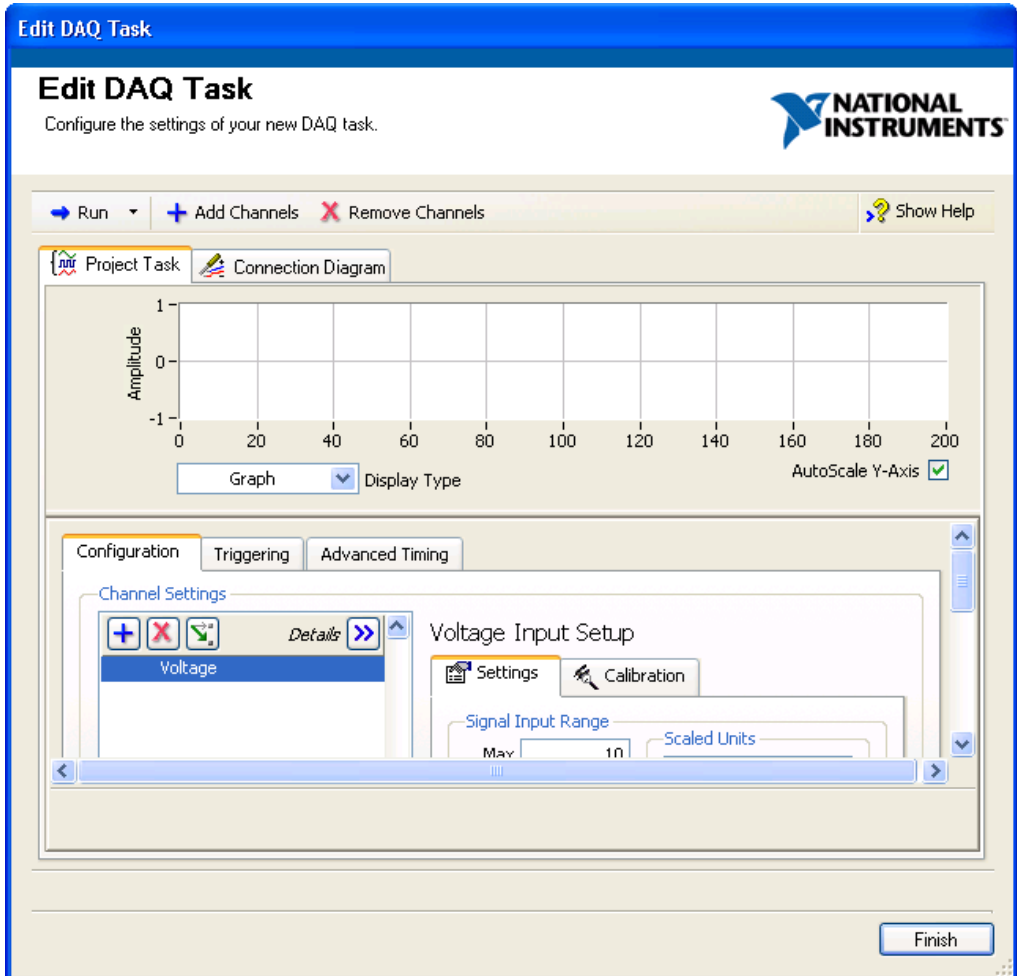 Edit DAQ Task
Edit DAQ Task
Configure the settings of your new DAQ task.
NATIONAL
INSTRUMENTS
Run
Add Channels
Remove Channels
Show Help
Project Task
Connection Diagram
Amplitude
1
0
-1
0 20 40 60 80 100 120 140 160 180 200
Graph
Display Type
AutoScale Y-Axis
Configuration
Triggering
Advanced Timing
Channel Settings
Details
Voltage
Voltage Input Setup
Settings
Calibration
Signal Input Range
Scaled Units
Max 10
Finish